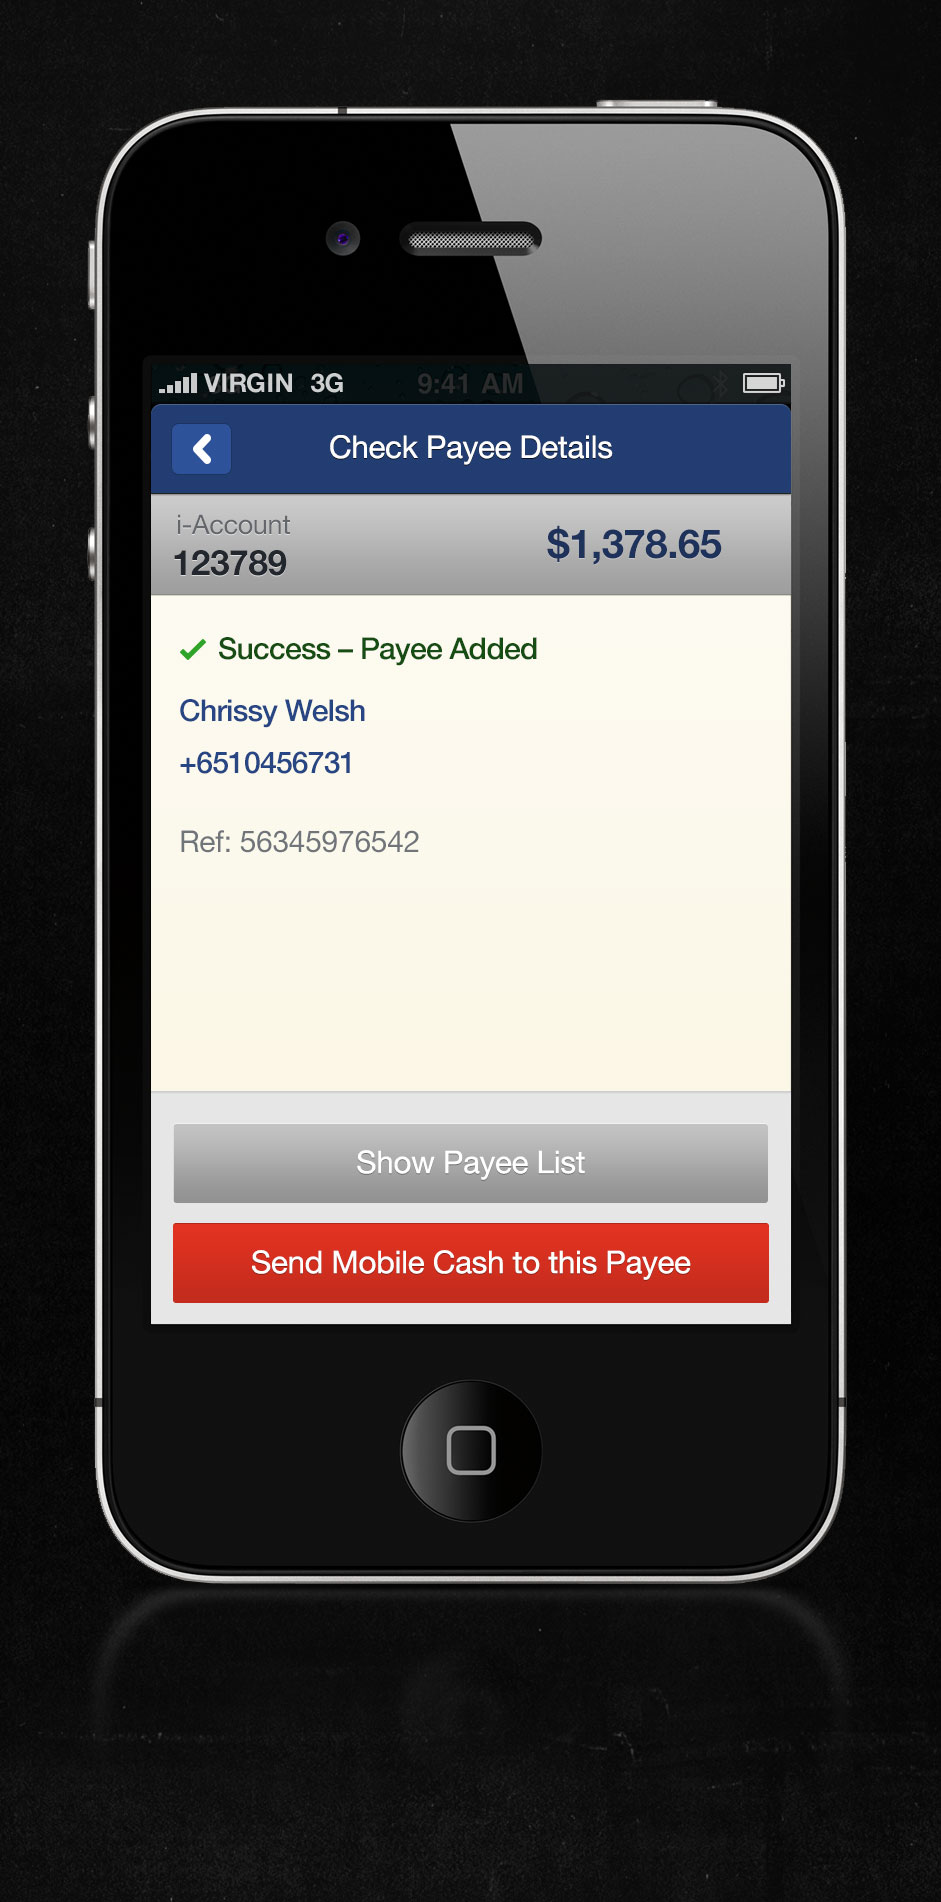 VIRGIN 3G 9:41 AM
Check Payee Details
i-Account
123789
$1,378.65
Success – Payee Added
Chrissy Welsh
+6510456731
Ref: 56345976542
Show Payee List
Send Mobile Cash to this Payee